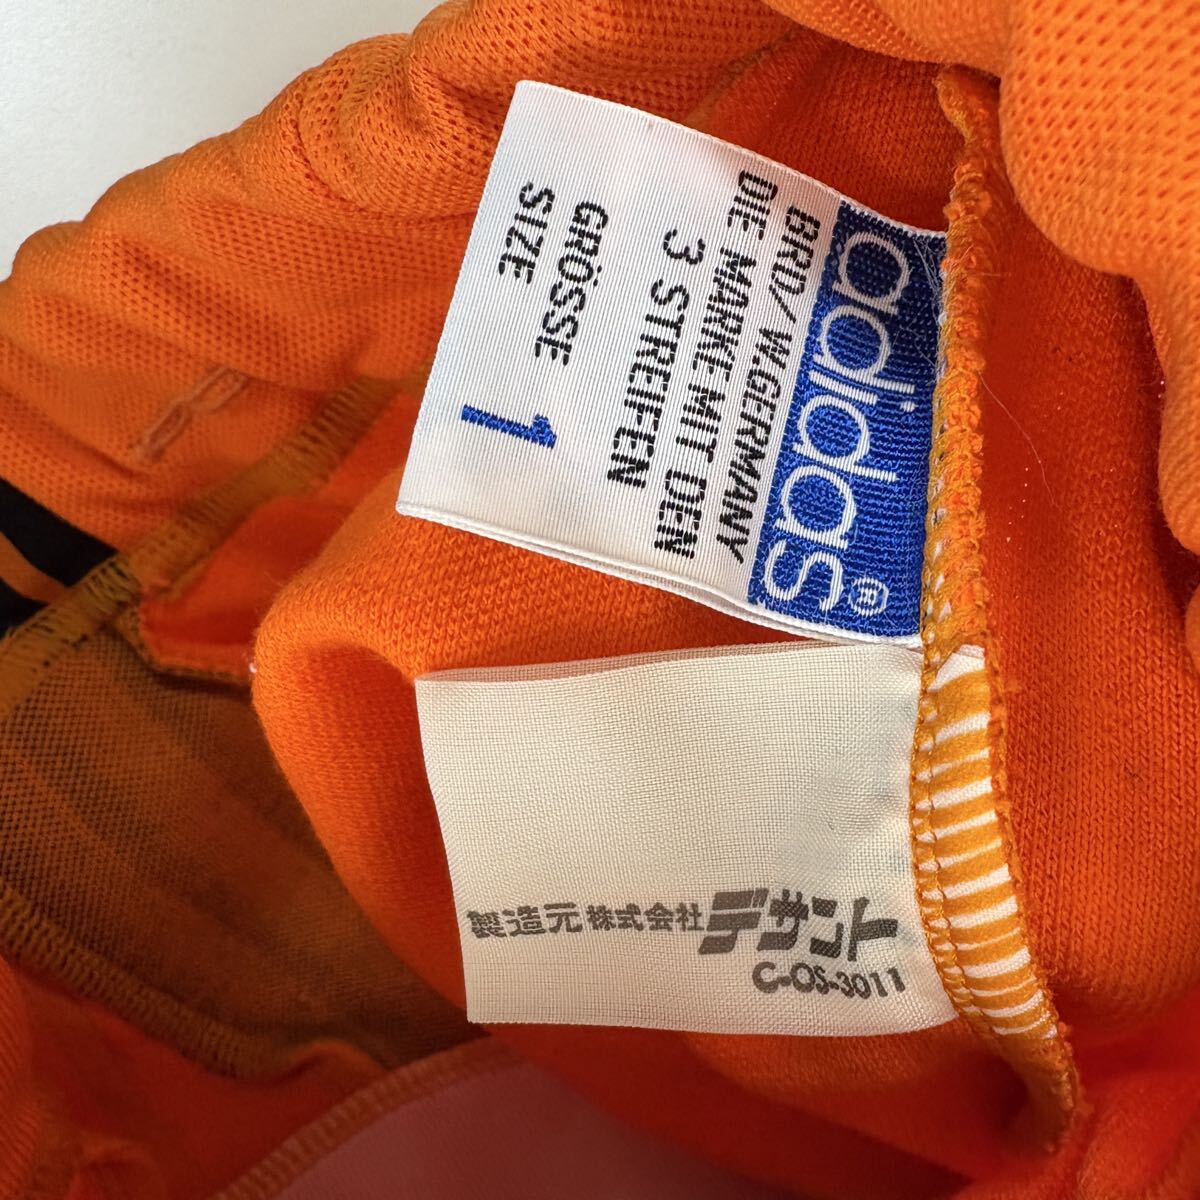 adidas®
BRD/W.GERMANY
DIE MARKE MIT DEN
3 STREIFEN
GRÖSSE
SIZE
1
製造元 株式会社 デサント
C-OS-3011